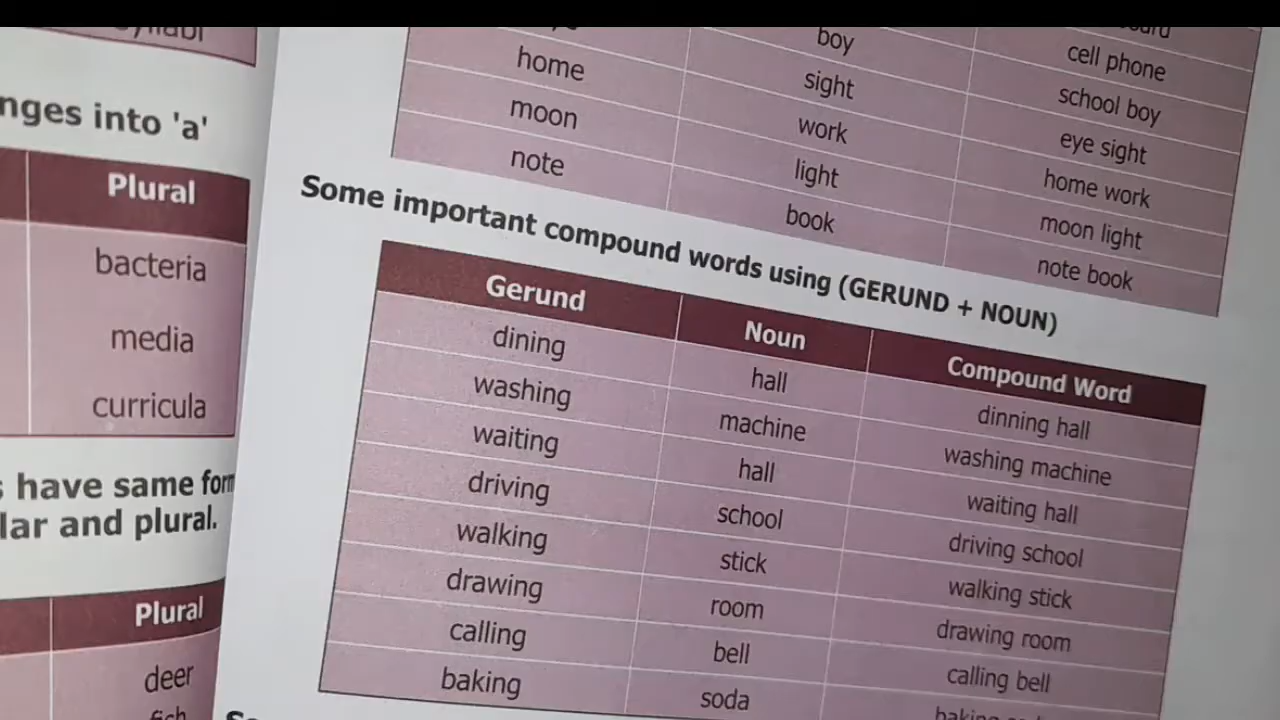 nges into 'a'
Plural
bacteria
media
curricula
have same form
lar and plural.
Plural
deer
boy cell phone
home sight school boy
moon work eye sight
note light home work
book moon light
note book
Some important compound words using (GERUND + NOUN)
Gerund Noun Compound Word
dining hall dinning hall
washing machine washing machine
waiting hall waiting hall
driving school driving school
walking stick walking stick
drawing room drawing room
calling bell calling bell
baking soda